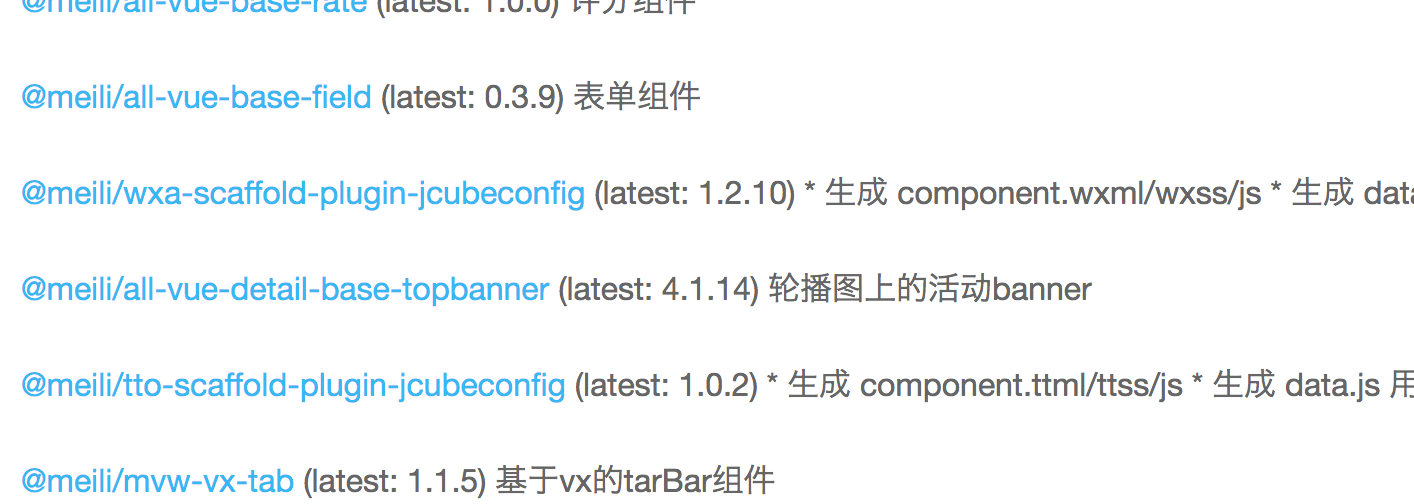 @meili/all-vue-base-rate (latest: 1.0.0) 评分组件
@meili/all-vue-base-field (latest: 0.3.9) 表单组件
@meili/wxa-scaffold-plugin-jcubeconfig (latest: 1.2.10) * 生成 component.wxml/wxss/js * 生成 data
@meili/all-vue-detail-base-topbanner (latest: 4.1.14) 轮播图上的活动banner
@meili/tto-scaffold-plugin-jcubeconfig (latest: 1.0.2) * 生成 component.ttml/ttss/js * 生成 data.js 用
@meili/mvw-vx-tab (latest: 1.1.5) 基于vx的tarBar组件